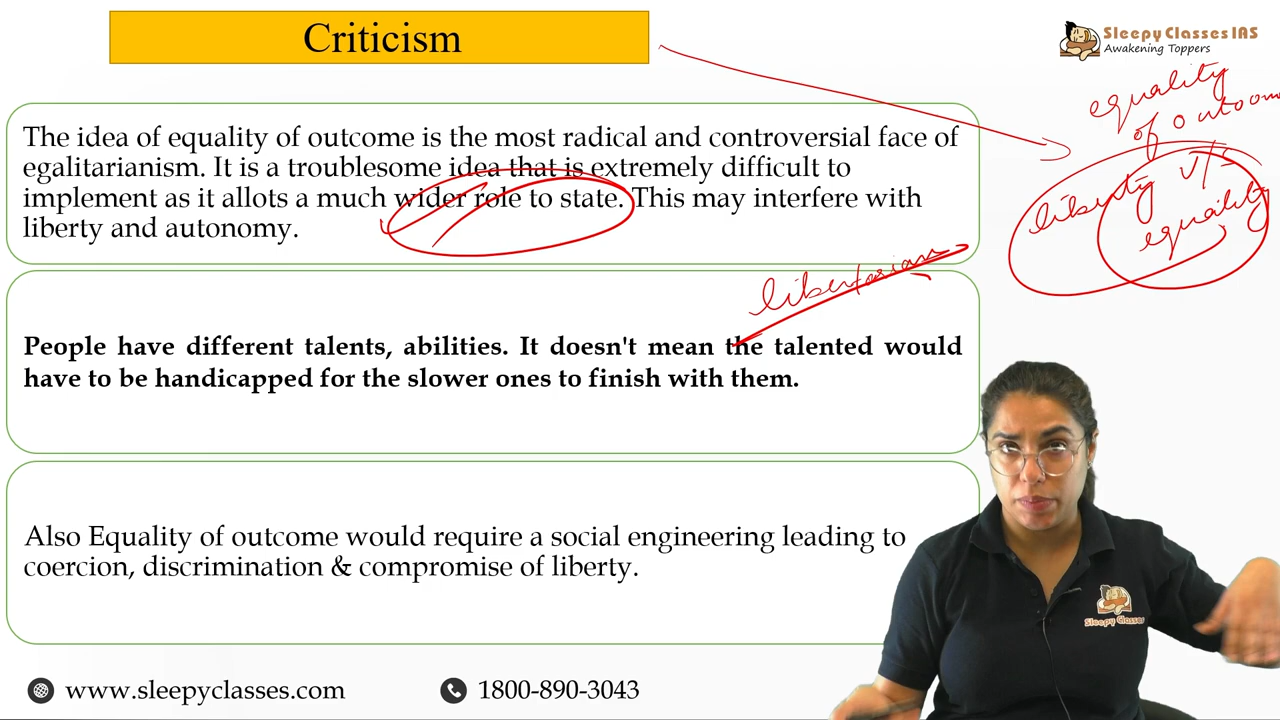 Criticism
Sleepy Classes IAS
Awakening Toppers
equality
of outcome
liberty v/s
equality
The idea of equality of outcome is the most radical and controversial face of
egalitarianism. It is a troublesome idea that is extremely difficult to
implement as it allots a much wider role to state. This may interfere with
liberty and autonomy.
libertarian
People have different talents, abilities. It doesn't mean the talented would
have to be handicapped for the slower ones to finish with them.
Also Equality of outcome would require a social engineering leading to
coercion, discrimination & compromise of liberty.
Sleepy Classes
www.sleepyclasses.com
1800-890-3043